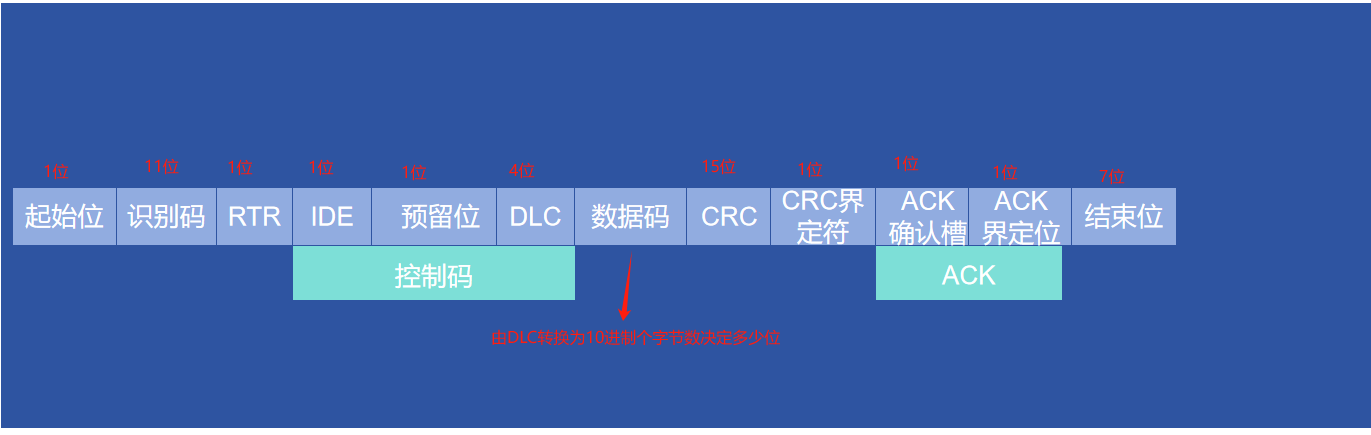 1位 11位 1位 1位 1位 4位 15位 1位 1位 1位 7位
起始位 识别码 RTR IDE 预留位 DLC 数据码 CRC CRC界定符 ACK确认槽 ACK界定位 结束位
控制码 ACK
由DLC转换为10进制个字节数决定多少位